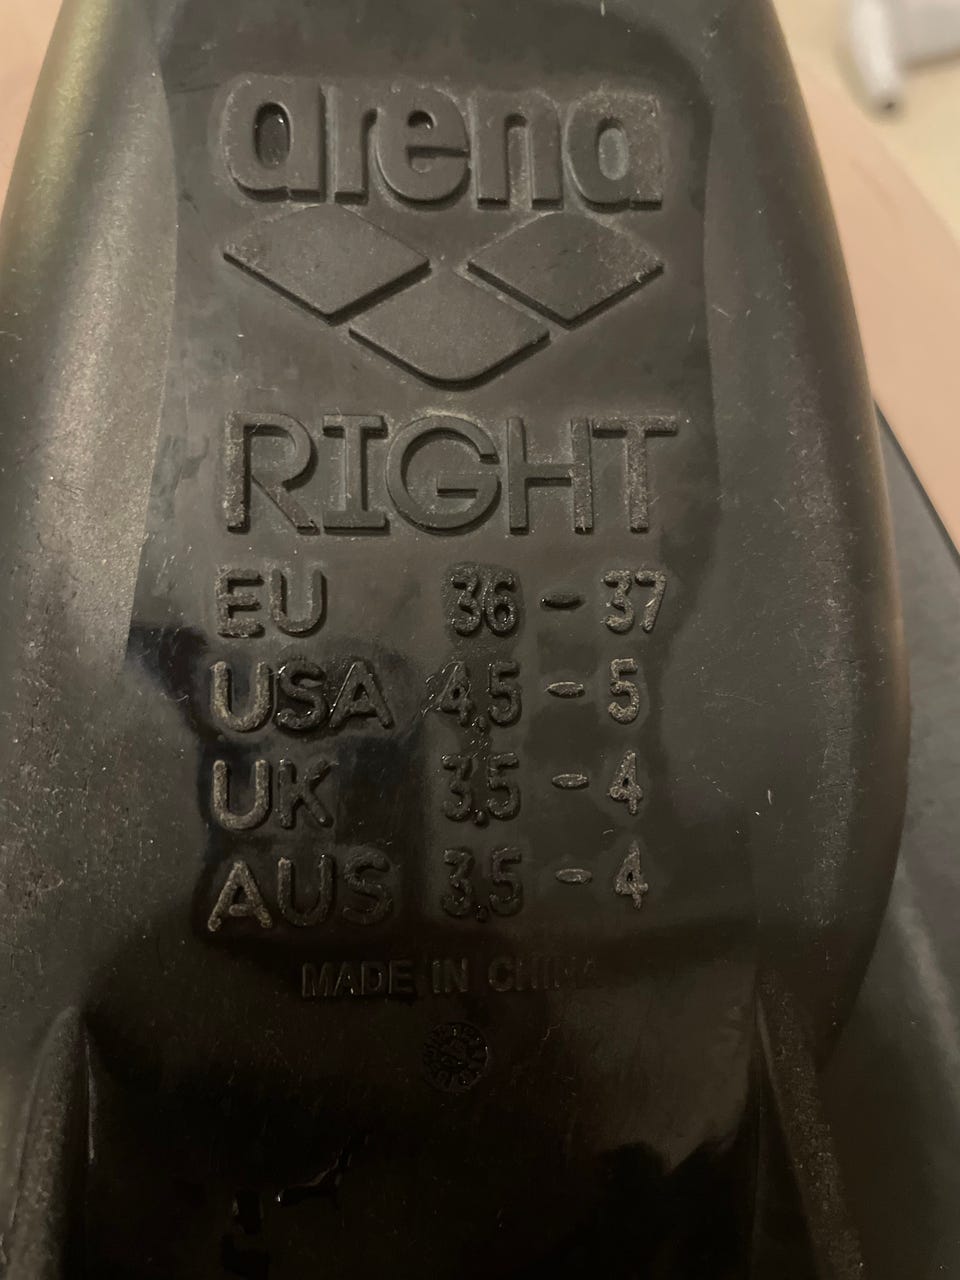 arena
RIGHT
EU 36 - 37
USA 4,5 - 5
UK 3,5 - 4
AUS 3,5 - 4
MADE IN CHINA